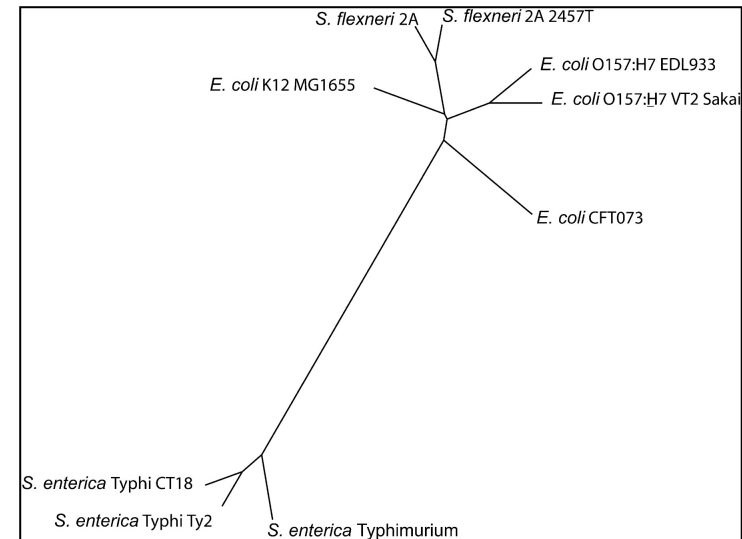 S. flexneri 2A
S. flexneri 2A 2457T
E. coli O157:H7 EDL933
E. coli K12 MG1655
E. coli O157:H7 VT2 Sakai
E. coli CFT073
S. enterica Typhi CT18
S. enterica Typhi Ty2
S. enterica Typhimurium